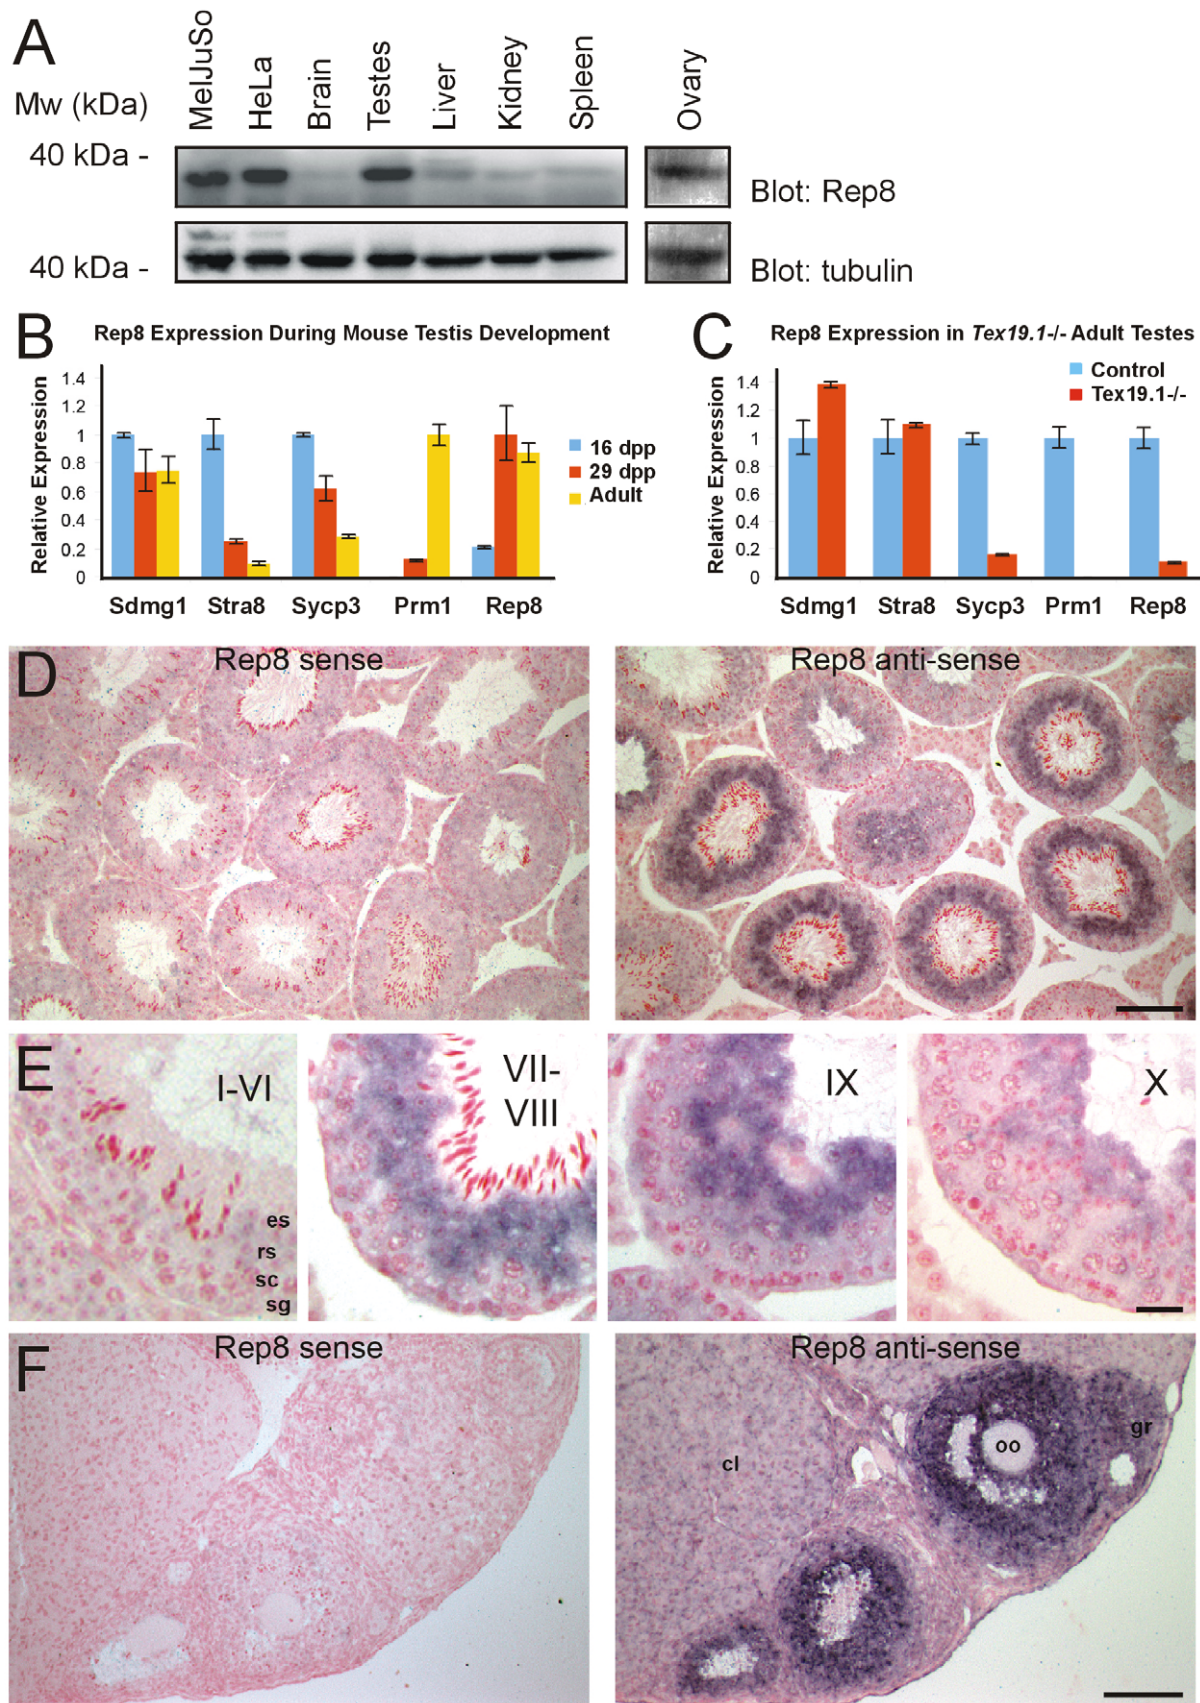 A
Mw (kDa)
MelJuSo
HeLa
Brain
Testes
Liver
Kidney
Spleen
Ovary
40 kDa -
Blot: Rep8
40 kDa -
Blot: tubulin
B
Rep8 Expression During Mouse Testis Development
Relative Expression
1.4
1.2
1
0.8
0.6
0.4
0.2
0
16 dpp
29 dpp
Adult
Sdmg1 Stra8 Sycp3 Prm1 Rep8
C
Rep8 Expression in Tex19.1-/- Adult Testes
Relative Expression
1.4
1.2
1
0.8
0.6
0.4
0.2
0
Control
Tex19.1-/-
Sdmg1 Stra8 Sycp3 Prm1 Rep8
D
Rep8 sense
Rep8 anti-sense
E
I-VI
es
rs
sc
sg
VII-
VIII
IX
X
F
Rep8 sense
Rep8 anti-sense
cl
oo
gr